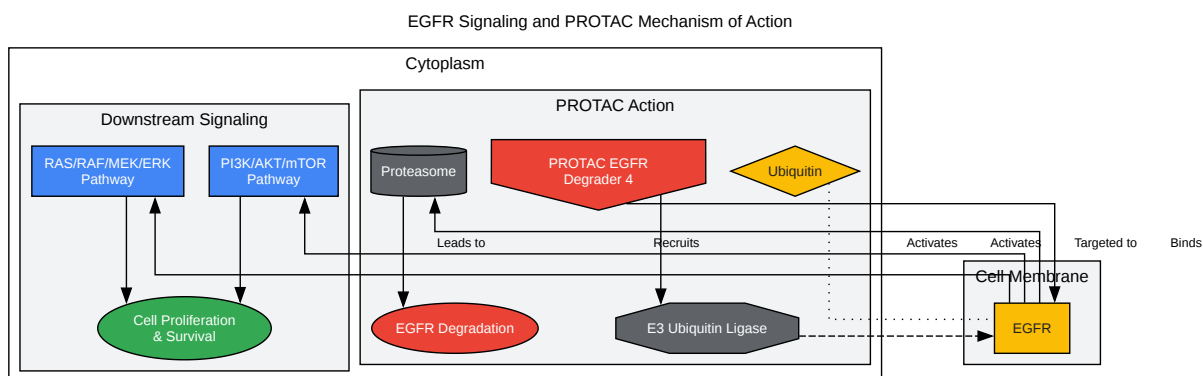 EGFR Signaling and PROTAC Mechanism of Action
Cytoplasm
Downstream Signaling
RAS/RAF/MEK/ERK
Pathway
PI3K/AKT/mTOR
Pathway
Cell Proliferation
& Survival
PROTAC Action
Proteasome
PROTAC EGFR
Degrader 4
Ubiquitin
Leads to
Recruits
Activates
Activates
Targeted to
Binds
EGFR Degradation
E3 Ubiquitin Ligase
Cell Membrane
EGFR